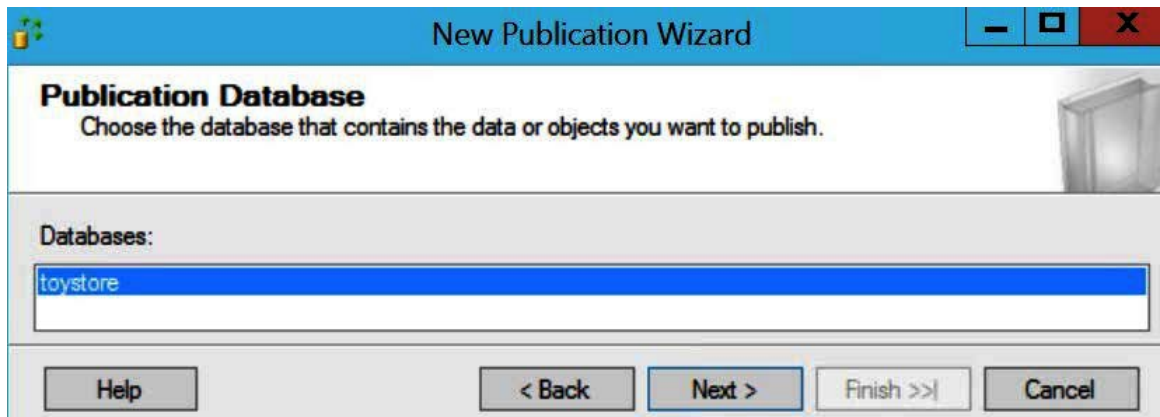 New Publication Wizard
Publication Database
Choose the database that contains the data or objects you want to publish.
Databases:
toystore
Help
< Back
Next >
Finish >>|
Cancel